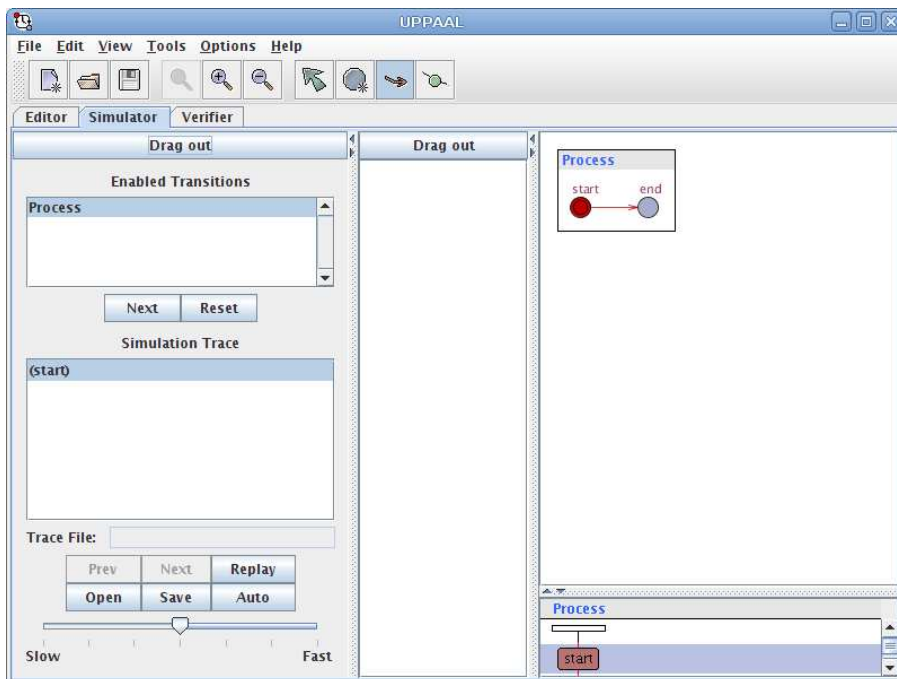 UPPAAL
File Edit View Tools Options Help
Editor Simulator Verifier
Drag out
Enabled Transitions
Process
Next Reset
Simulation Trace
(start)
Trace File:
Prev Next Replay
Open Save Auto
Slow Fast
Drag out
Process
start end
Process
start